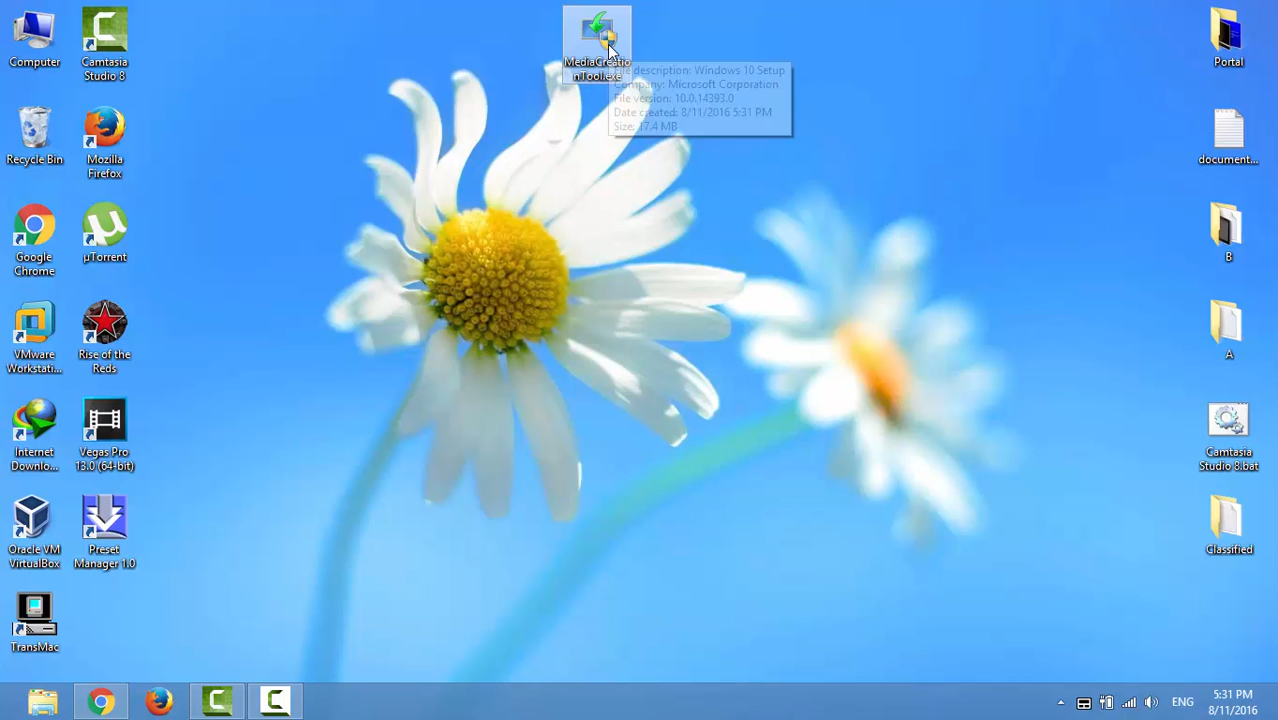 Computer
Camtasia
Studio 8
MediaCreatio
nTool.exe
File description: Windows 10 Setup
Company: Microsoft Corporation
File version: 10.0.14393.0
Date created: 8/11/2016 5:31 PM
Size: 17.4 MB
Portal
Recycle Bin
Mozilla
Firefox
document...
Google
Chrome
µTorrent
B
VMware
Workstati...
Rise of the
Reds
A
Internet
Downlo...
Vegas Pro
13.0 (64-bit)
Camtasia
Studio 8.bat
Oracle VM
VirtualBox
Preset
Manager 1.0
Classified
TransMac
ENG
5:31 PM
8/11/2016